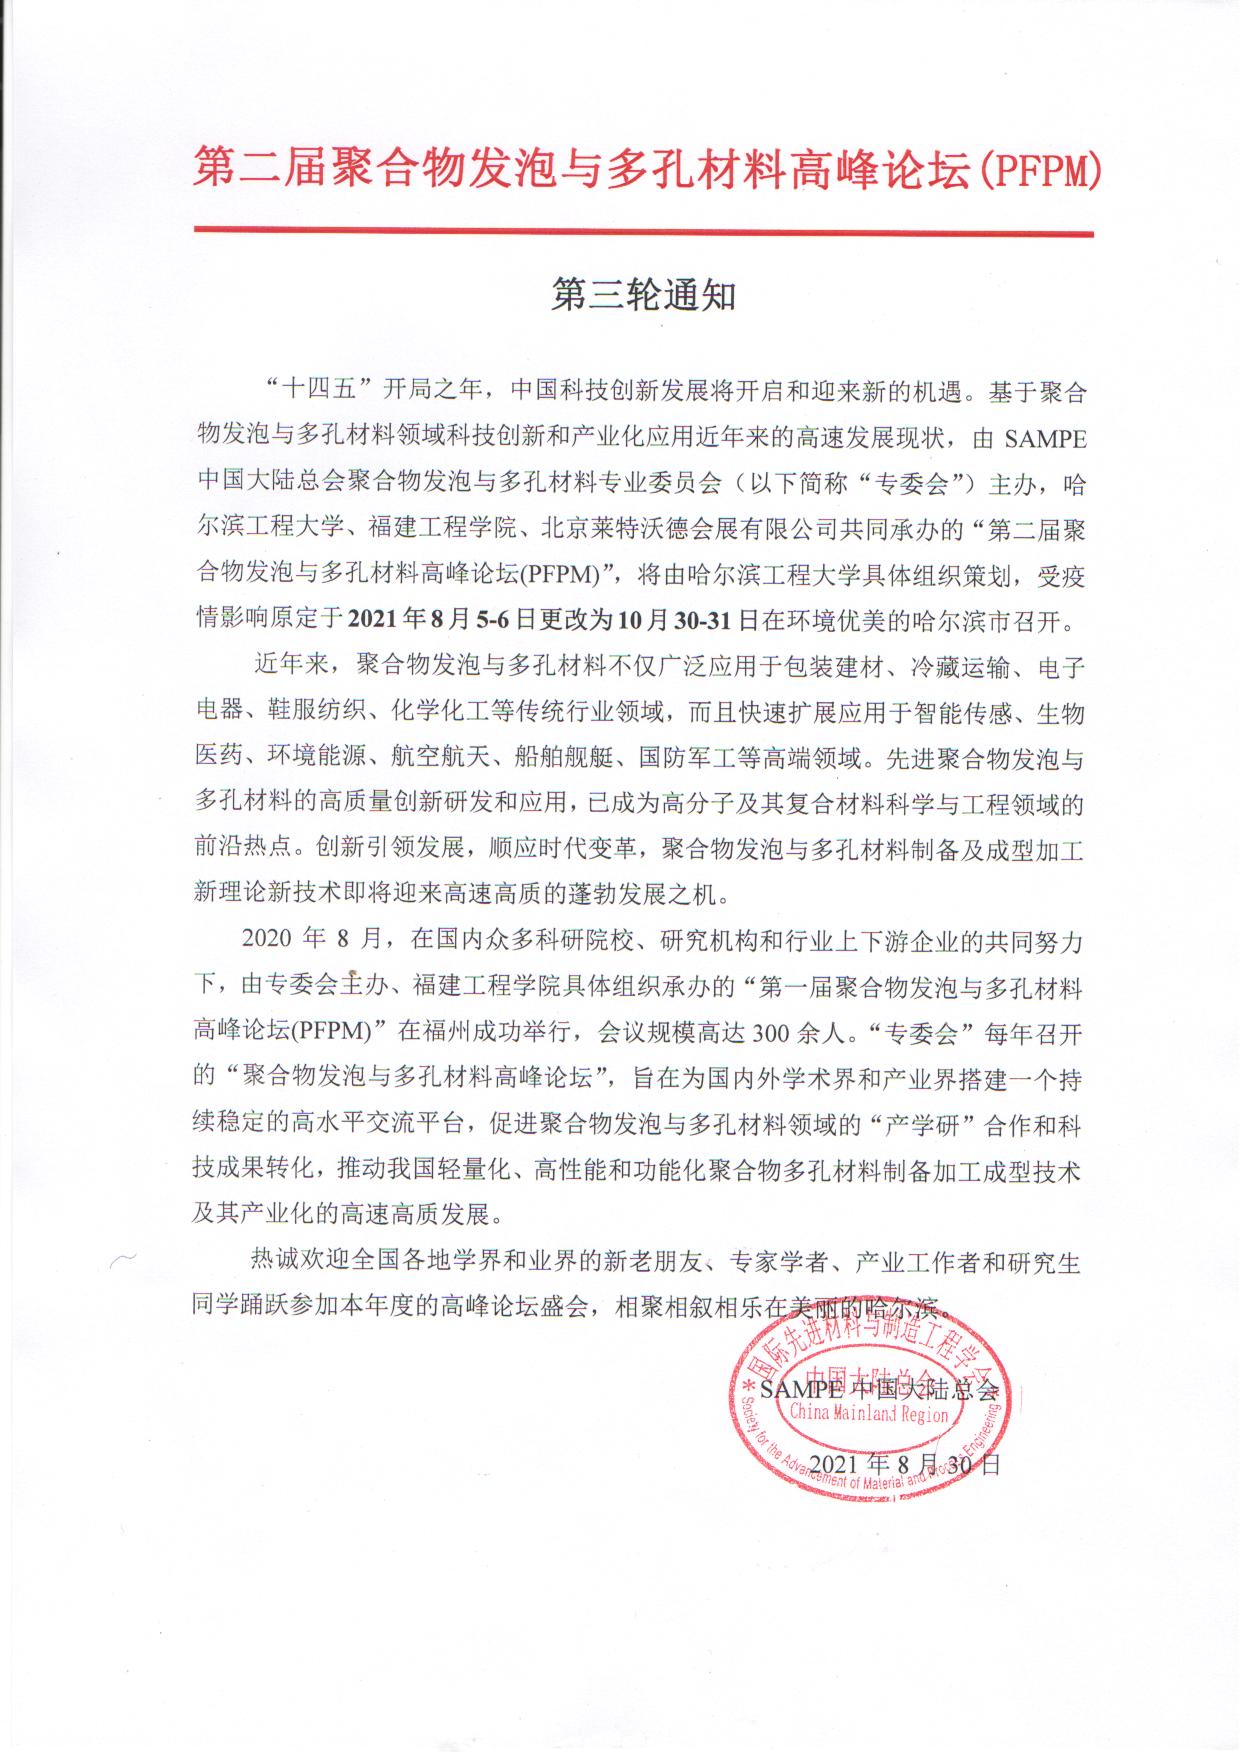 第二届聚合物发泡与多孔材料高峰论坛(PFPM)
第三轮通知
“十四五”开局之年，中国科技创新发展将开启和迎来新的机遇。基于聚合
物发泡与多孔材料领域科技创新和产业化应用近年来的高速发展现状，由 SAMPE
中国大陆总会聚合物发泡与多孔材料专业委员会（以下简称“专委会”）主办，哈
尔滨工程大学、福建工程学院、北京莱特沃德会展有限公司共同承办的“第二届聚
合物发泡与多孔材料高峰论坛(PFPM)”，将由哈尔滨工程大学具体组织策划，受疫
情影响原定于 2021 年 8 月 5-6 日更改为 10 月 30-31 日在环境优美的哈尔滨市召开。
近年来，聚合物发泡与多孔材料不仅广泛应用于包装建材、冷藏运输、电子
电器、鞋服纺织、化学化工等传统行业领域，而且快速扩展应用于智能传感、生物
医药、环境能源、航空航天、船舶舰艇、国防军工等高端领域。先进聚合物发泡与
多孔材料的高质量创新研发和应用，已成为高分子及其复合材料科学与工程领域的
前沿热点。创新引领发展，顺应时代变革，聚合物发泡与多孔材料制备及成型加工
新理论新技术即将迎来高速高质的蓬勃发展之机。
2020 年 8 月，在国内众多科研院校、研究机构和行业上下游企业的共同努力
下，由专委会主办、福建工程学院具体组织承办的“第一届聚合物发泡与多孔材料
高峰论坛(PFPM)”在福州成功举行，会议规模高达 300 余人。“专委会”每年召开
的“聚合物发泡与多孔材料高峰论坛”，旨在为国内外学术界和产业界搭建一个持
续稳定的高水平交流平台，促进聚合物发泡与多孔材料领域的“产学研”合作和科
技成果转化，推动我国轻量化、高性能和功能化聚合物多孔材料制备加工成型技术
及其产业化的高速高质发展。
热诚欢迎全国各地学界和业界的新老朋友、专家学者、产业工作者和研究生
同学踊跃参加本年度的高峰论坛盛会，相聚相叙相乐在美丽的哈尔滨。
SAMPE 中国大陆总会
2021 年 8 月 30 日
*国际先进材料与制造工程学会*
中国大陆总会
China Mainland Region
Society for the Advancement of Material and Process Engineering